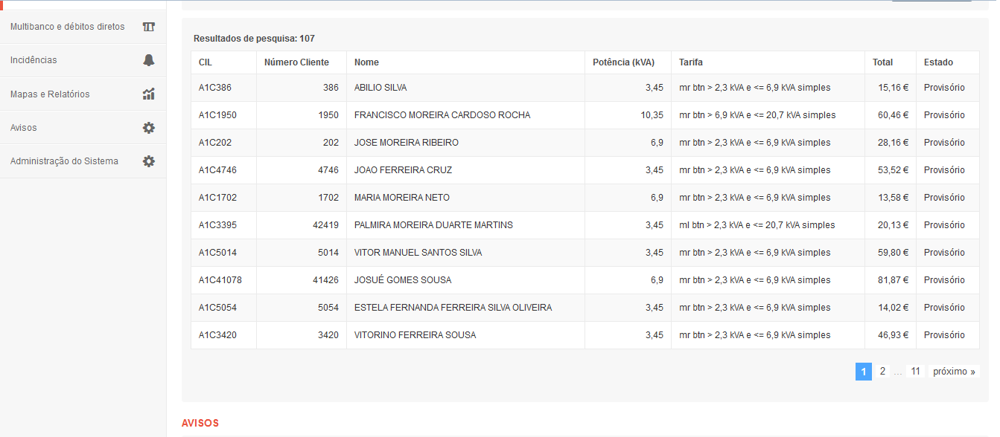 Multibanco e débitos diretos
Incidências
Mapas e Relatórios
Avisos
Administração do Sistema
Resultados de pesquisa: 107
CIL Número Cliente Nome Potência (kVA) Tarifa Total Estado
A1C386 386 ABILIO SILVA 3,45 mr btn > 2,3 kVA e <= 6,9 kVA simples 15,16 € Provisório
A1C1950 1950 FRANCISCO MOREIRA CARDOSO ROCHA 10,35 mr btn > 6,9 kVA e <= 20,7 kVA simples 60,46 € Provisório
A1C202 202 JOSE MOREIRA RIBEIRO 6,9 mr btn > 2,3 kVA e <= 6,9 kVA simples 28,16 € Provisório
A1C4746 4746 JOAO FERREIRA CRUZ 3,45 mr btn > 2,3 kVA e <= 6,9 kVA simples 53,52 € Provisório
A1C1702 1702 MARIA MOREIRA NETO 6,9 mr btn > 2,3 kVA e <= 6,9 kVA simples 13,58 € Provisório
A1C3395 42419 PALMIRA MOREIRA DUARTE MARTINS 3,45 ml btn > 2,3 kVA e <= 20,7 kVA simples 20,13 € Provisório
A1C5014 5014 VITOR MANUEL SANTOS SILVA 3,45 mr btn > 2,3 kVA e <= 6,9 kVA simples 59,80 € Provisório
A1C41078 41426 JOSUÉ GOMES SOUSA 6,9 mr btn > 2,3 kVA e <= 6,9 kVA simples 81,87 € Provisório
A1C5054 5054 ESTELA FERNANDA FERREIRA SILVA OLIVEIRA 3,45 mr btn > 2,3 kVA e <= 6,9 kVA simples 14,02 € Provisório
A1C3420 3420 VITORINO FERREIRA SOUSA 3,45 mr btn > 2,3 kVA e <= 6,9 kVA simples 46,93 € Provisório
1 2 ... 11 próximo »
AVISOS